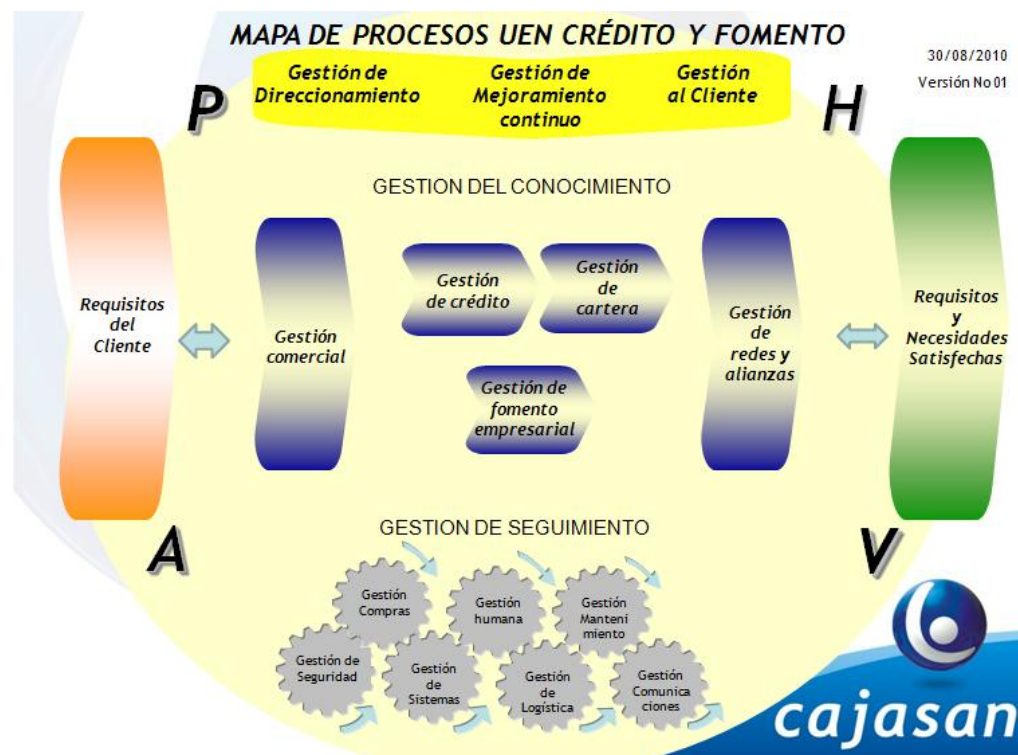 MAPA DE PROCESOS UEN CRÉDITO Y FOMENTO
30/08/2010
Versión No 01
Gestión de
Direccionamiento
Gestión de
Mejoramiento
continuo
Gestión
al Cliente
P
H
GESTION DEL CONOCIMIENTO
Requisitos
del
Cliente
Gestión
comercial
Gestión
de crédito
Gestión
de
cartera
Gestión de
fomento
empresarial
Gestión
de
redes y
alianzas
Requisitos
y
Necesidades
Satisfechas
A
V
GESTION DE SEGUIMIENTO
Gestión
Compras
Gestión
humana
Gestión
Manteni
miento
Gestión de
Seguridad
Gestión
de
Sistemas
Gestión
de
Logística
Gestión
Comunica
ciones
cajasan